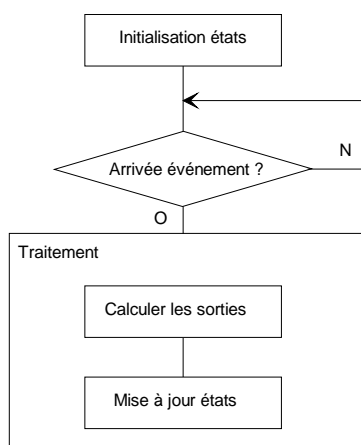 Initialisation états
Arrivée événement ?
N
O
Traitement
Calculer les sorties
Mise à jour états